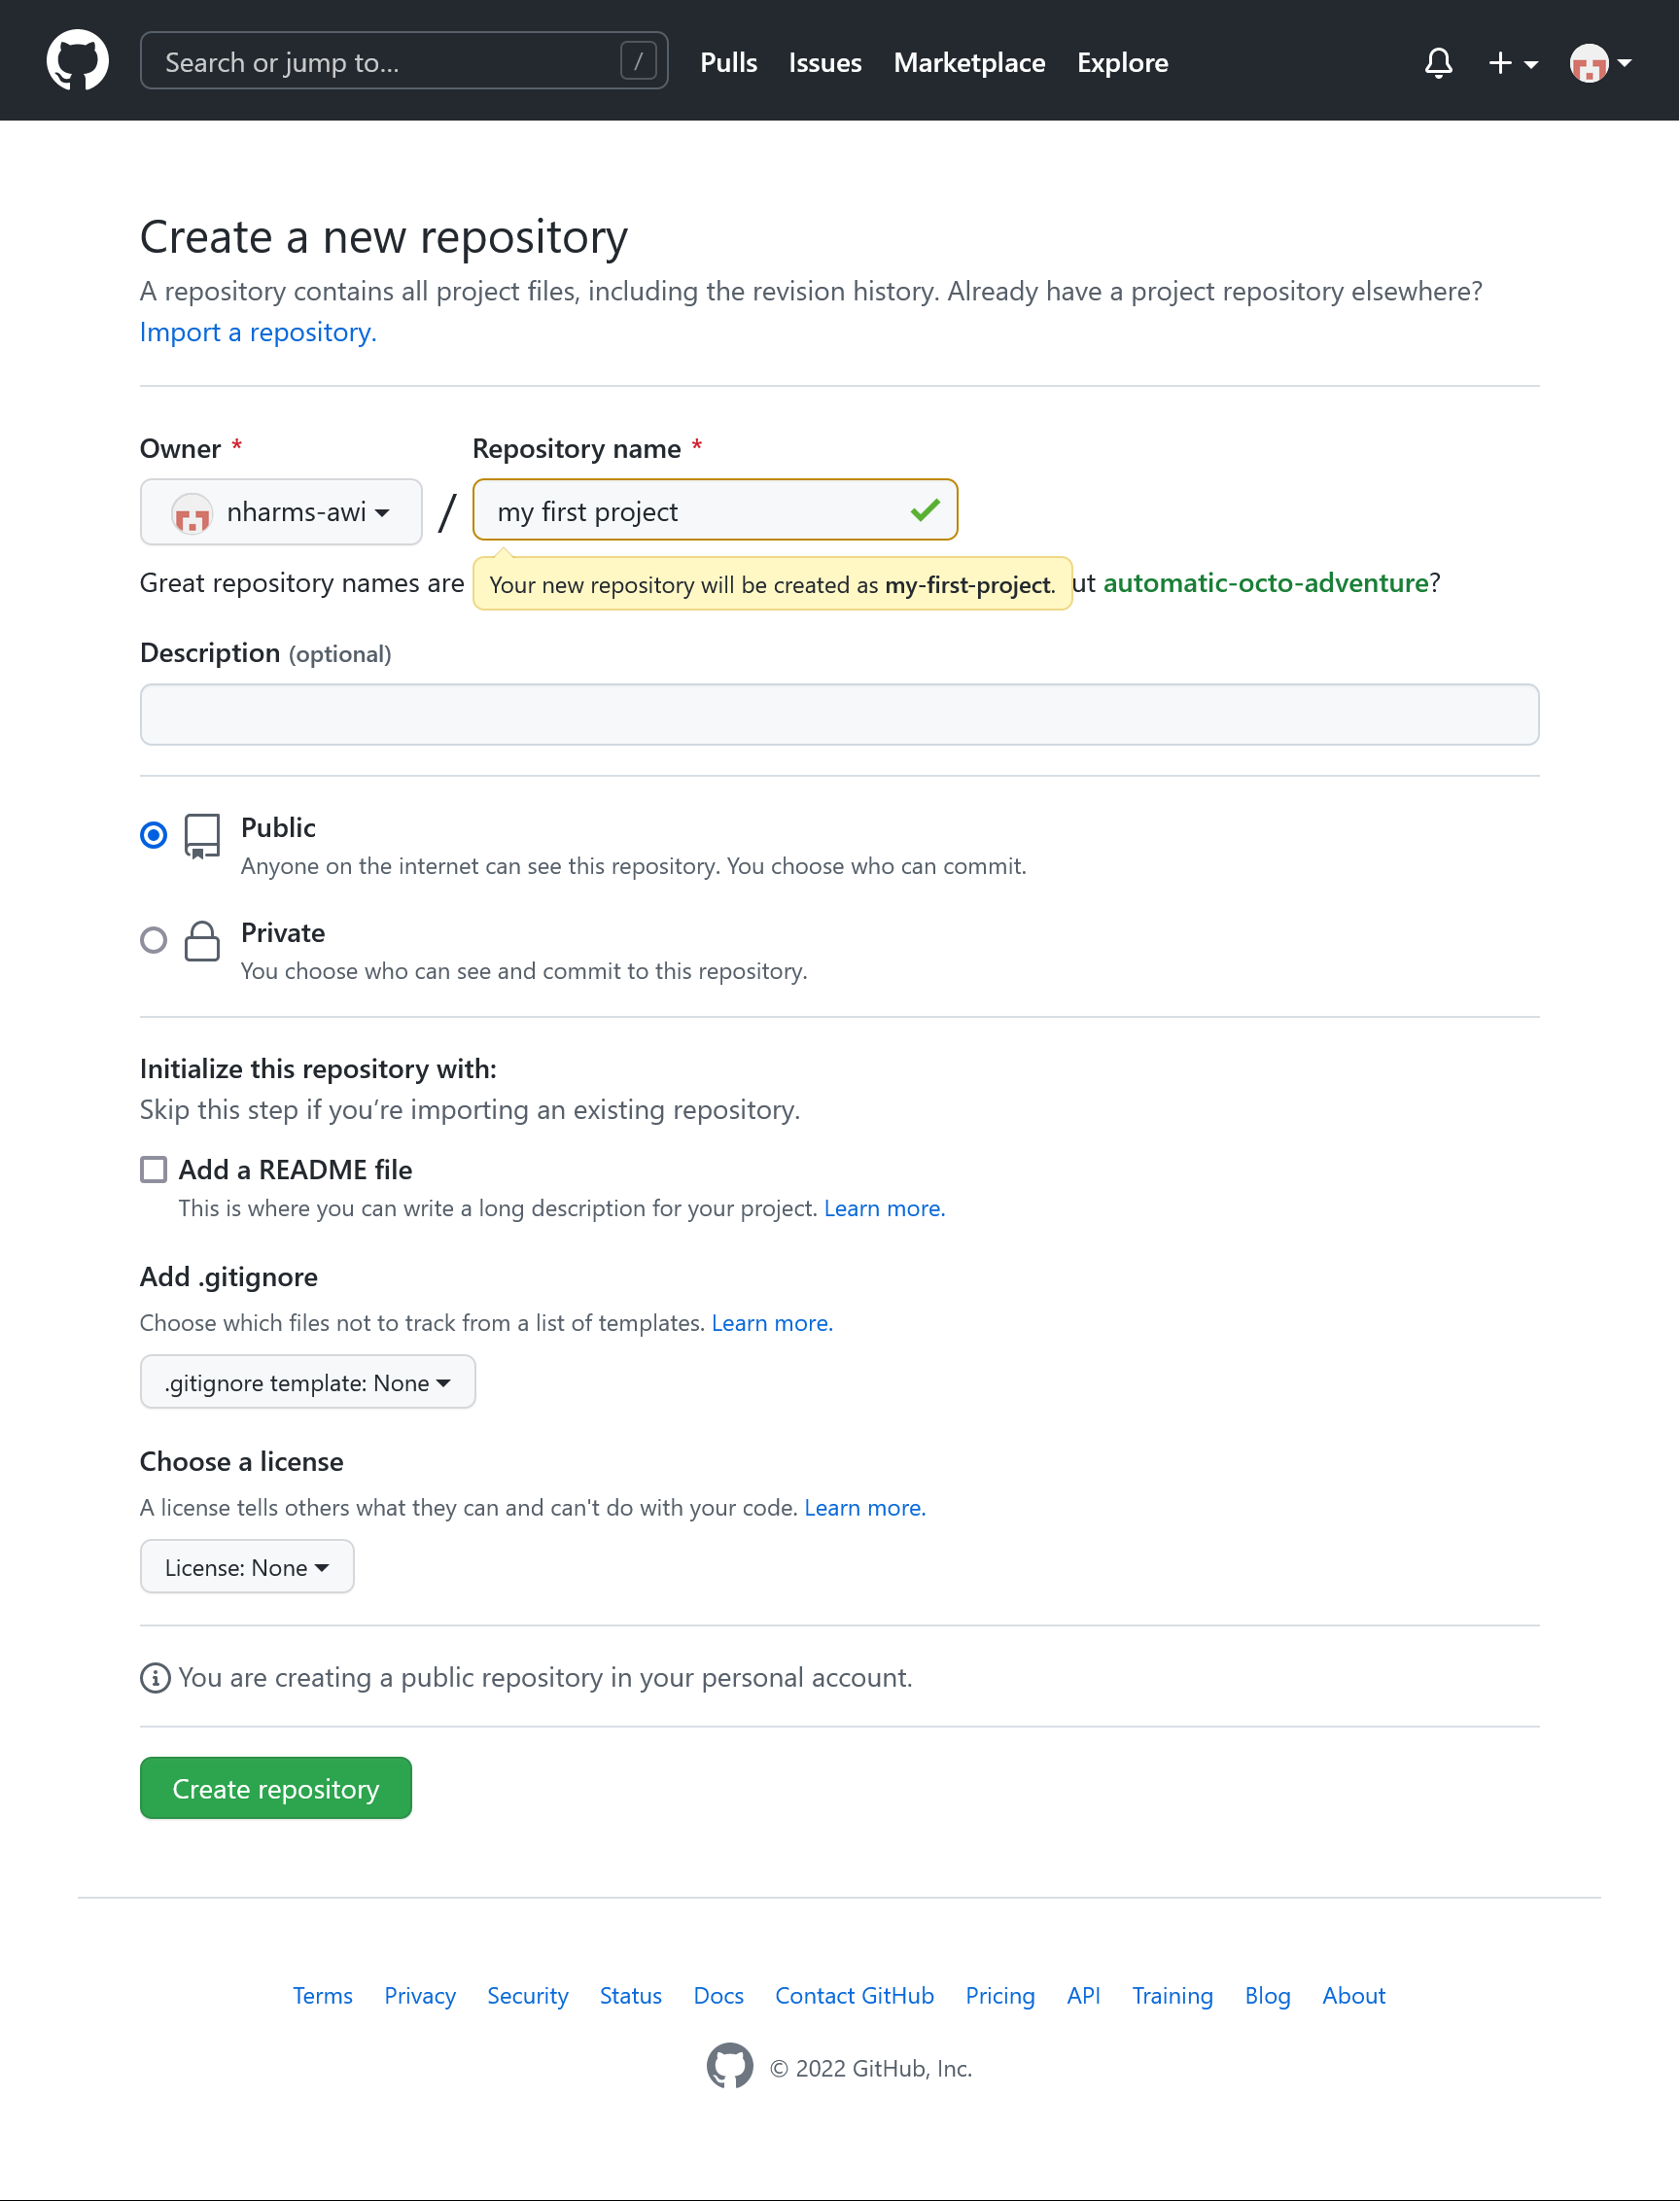 Search or jump to... / Pulls Issues Marketplace Explore
Create a new repository
A repository contains all project files, including the revision history. Already have a project repository elsewhere?
Import a repository.
Owner * Repository name *
nharms-awi / my first project
Great repository names are Your new repository will be created as my-first-project. ut automatic-octo-adventure?
Description (optional)
Public
Anyone on the internet can see this repository. You choose who can commit.
Private
You choose who can see and commit to this repository.
Initialize this repository with:
Skip this step if you’re importing an existing repository.
Add a README file
This is where you can write a long description for your project. Learn more.
Add .gitignore
Choose which files not to track from a list of templates. Learn more.
.gitignore template: None
Choose a license
A license tells others what they can and can't do with your code. Learn more.
License: None
You are creating a public repository in your personal account.
Create repository
Terms Privacy Security Status Docs Contact GitHub Pricing API Training Blog About
© 2022 GitHub, Inc.